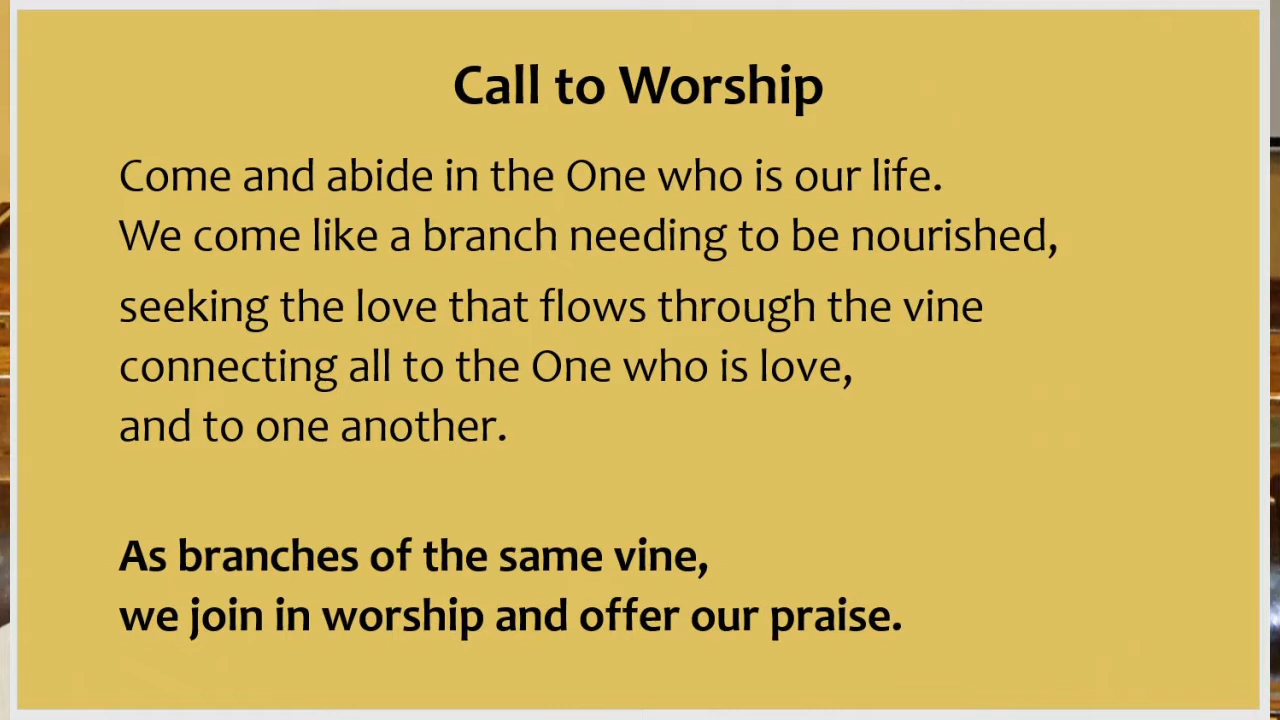 Call to Worship
Come and abide in the One who is our life.
We come like a branch needing to be nourished,
seeking the love that flows through the vine
connecting all to the One who is love,
and to one another.
As branches of the same vine,
we join in worship and offer our praise.